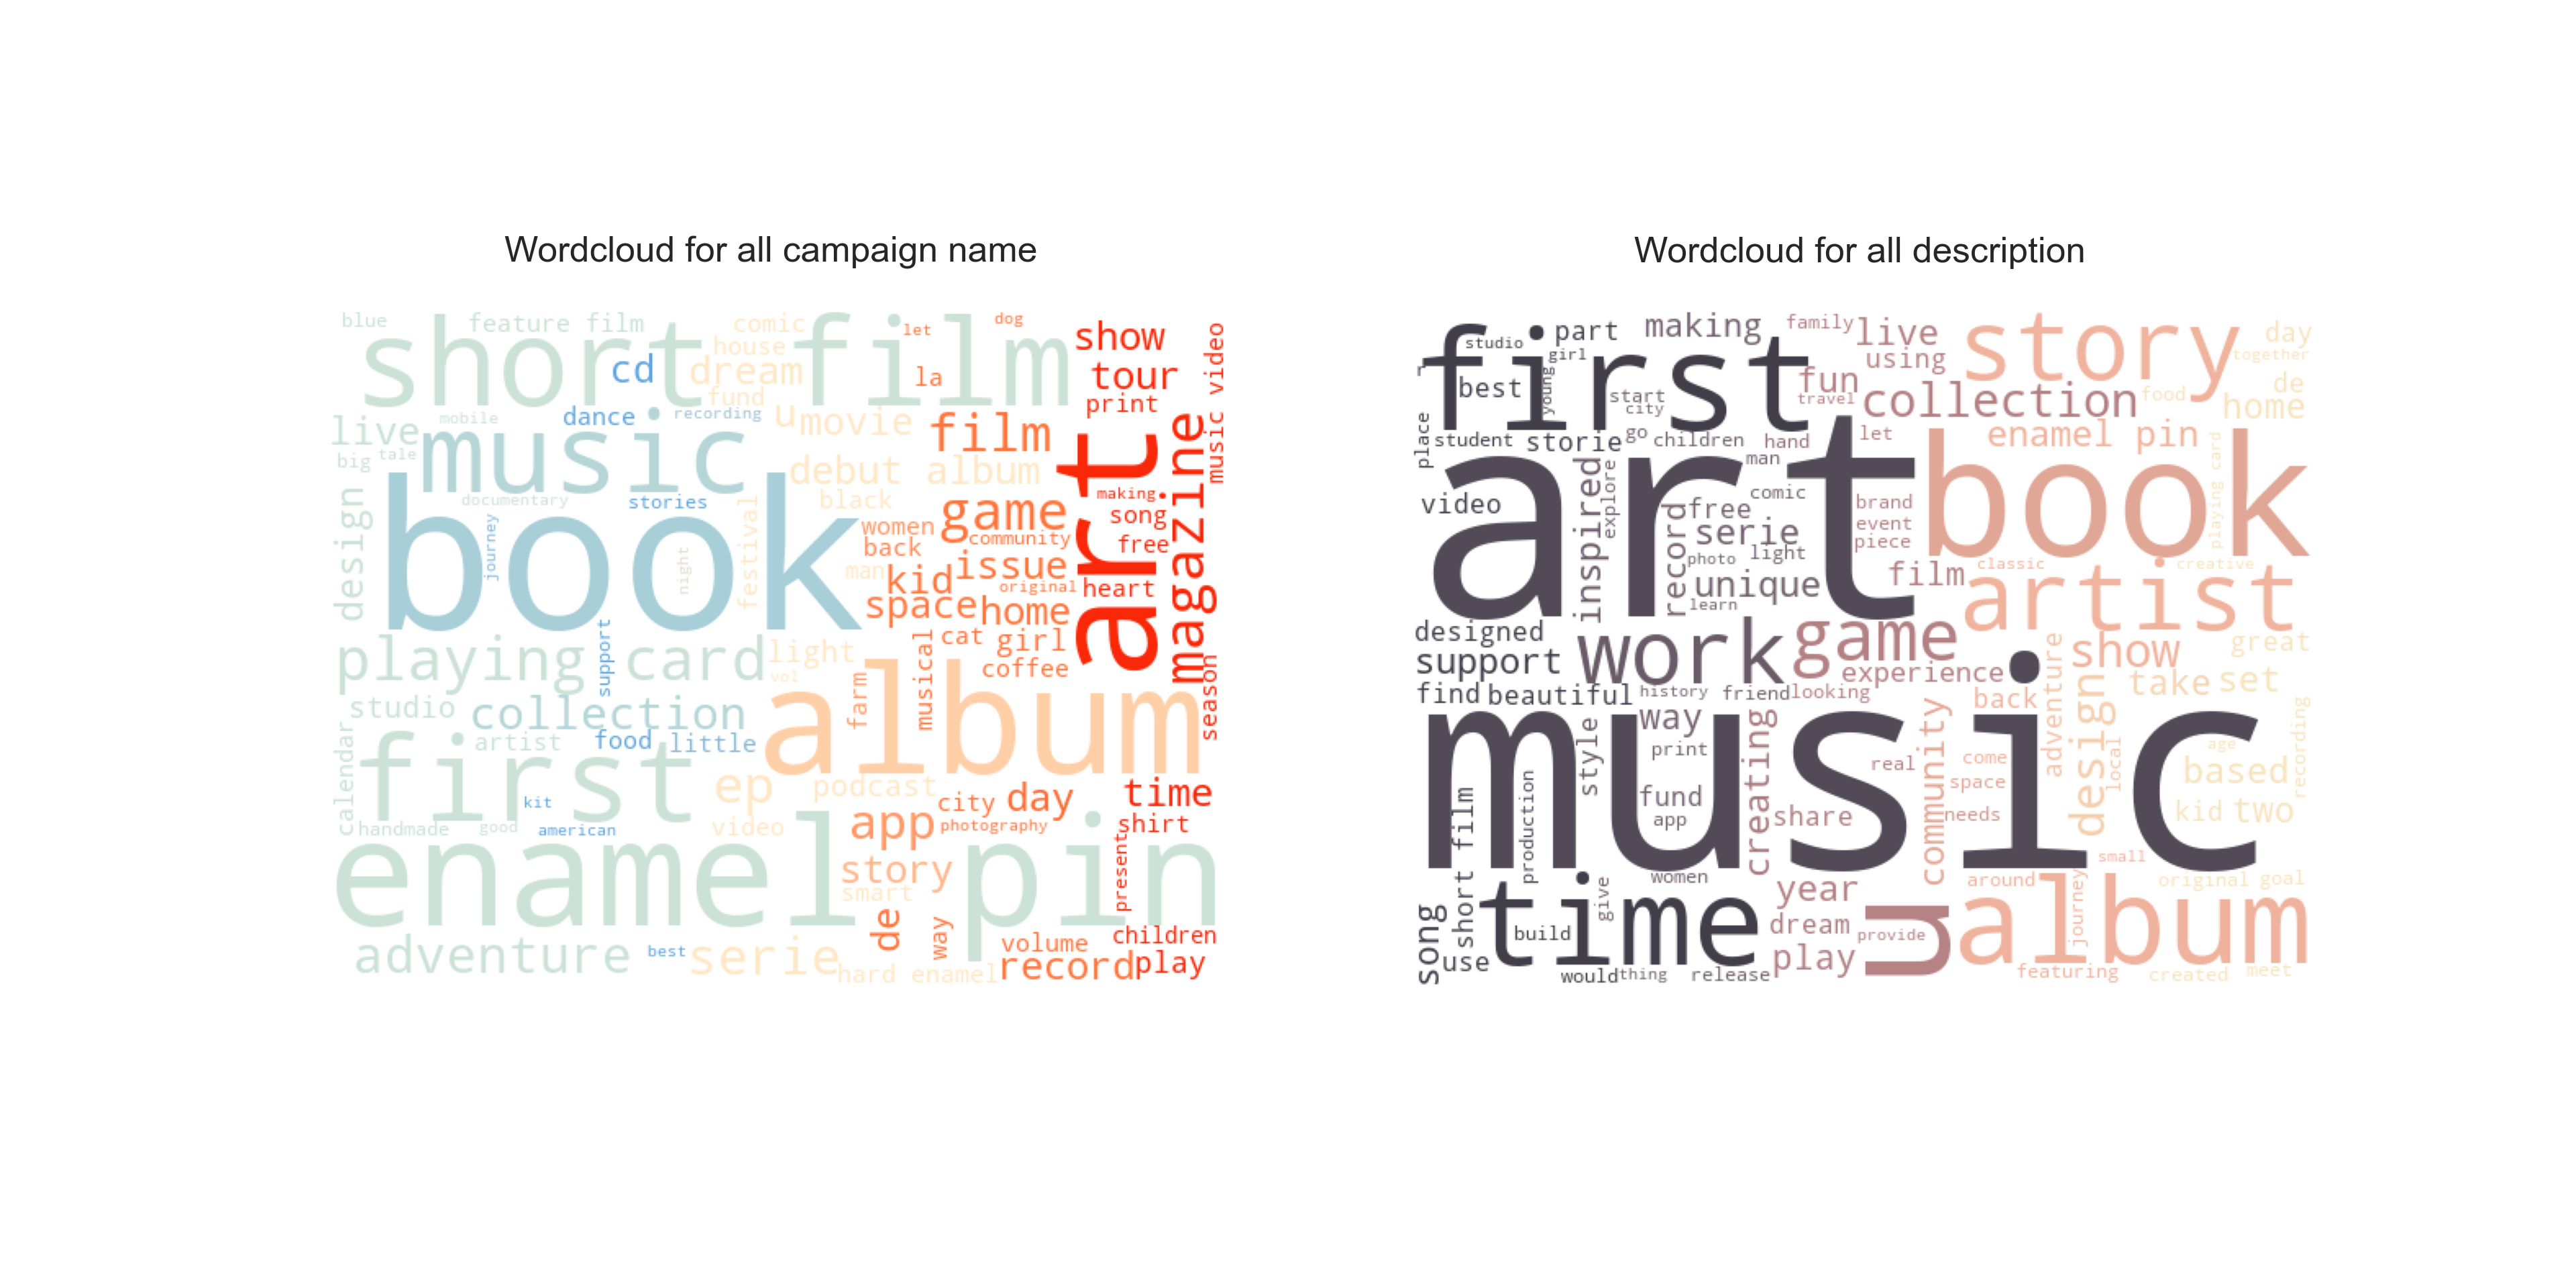 Wordcloud for all campaign name
blue
feature film
comic
let
dog
short film
house
cd
dream
fund
la
show
tour
print
music video
live
mobile
dance
recording
u
movie
film
big
tale
music
debut album
art
magazine
design
documentary
stories
festival
black
game
making
song
book
journey
night
women
back
community
free
man
kid
issue
original
heart
space
home
playing card
support
light
vol
musical
cat
girl
coffee
season
studio
collection
farm
album
calendar
artist
food
little
first
kit
ep
podcast
city
day
time
handmade
good
american
video
app
photography
shirt
enamel pin
story
smart
present
adventure
best
serie
de
way
volume
children
hard enamel
record
play
Wordcloud for all description
studio
part
making
family
live
story
day
together
first
girl
using
best
young
start
city
fun
travel
collection
food
de
home
place
student
storie
go
children
hand
let
enamel pin
art
man
book
playing card
video
inspired
explore
record
free
comic
brand
event
piece
serie
photo
light
unique
learn
film
classic
creative
artist
designed
support
work
game
experience
adventure
show
great
find
beautiful
history
friend
looking
back
take
set
music
style
way
print
creating
real
community
come
space
needs
design
local
age
based
recording
fund
app
share
kid
two
short film
production
small
song
time
give
women
year
around
journey
original
goal
build
dream
provide
u
album
use
play
would
thing
release
featuring
created
meet